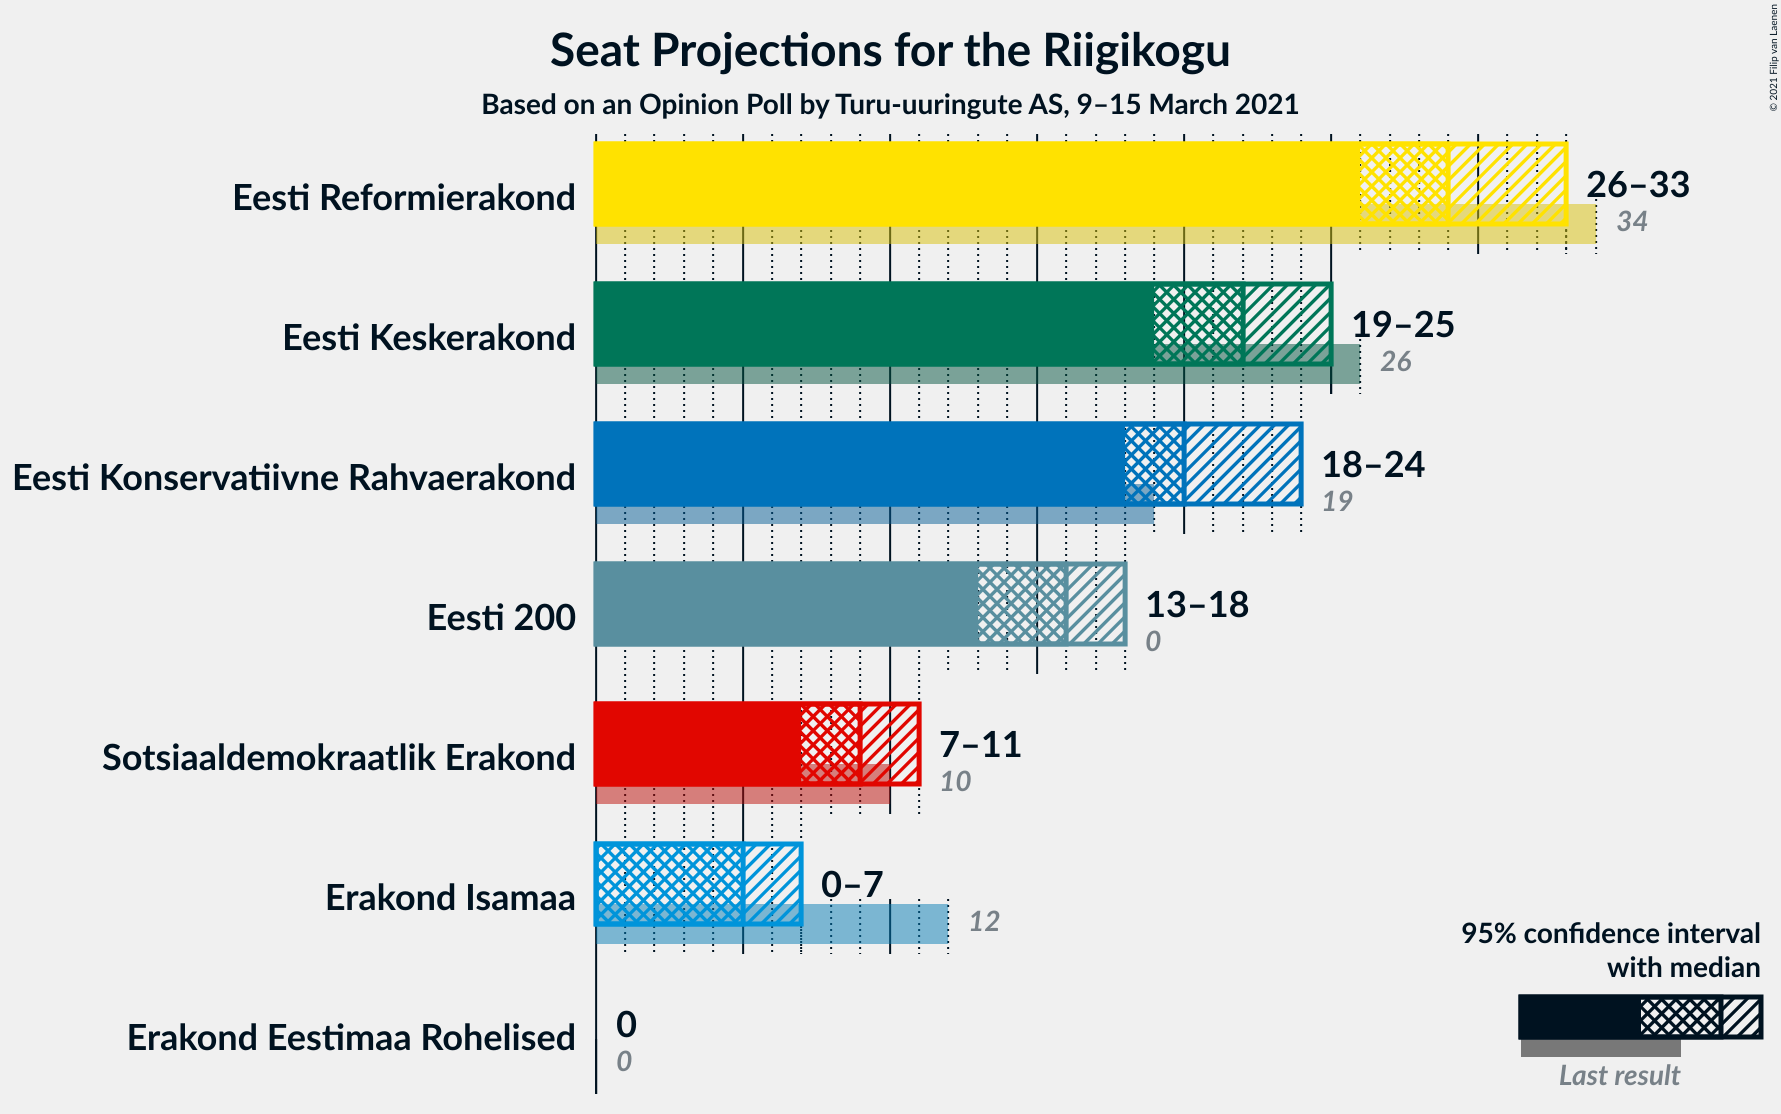 Seat Projections for the Riigikogu
Based on an Opinion Poll by Turu-uuringute AS, 9–15 March 2021
© 2021 Filip van Laenen
Eesti Reformierakond
26–33
34
Eesti Keskerakond
19–25
26
Eesti Konservatiivne Rahvaerakond
18–24
19
Eesti 200
13–18
0
Sotsiaaldemokraatlik Erakond
7–11
10
Erakond Isamaa
0–7
12
Erakond Eestimaa Rohelised
0
0
95% confidence interval
with median
Last result